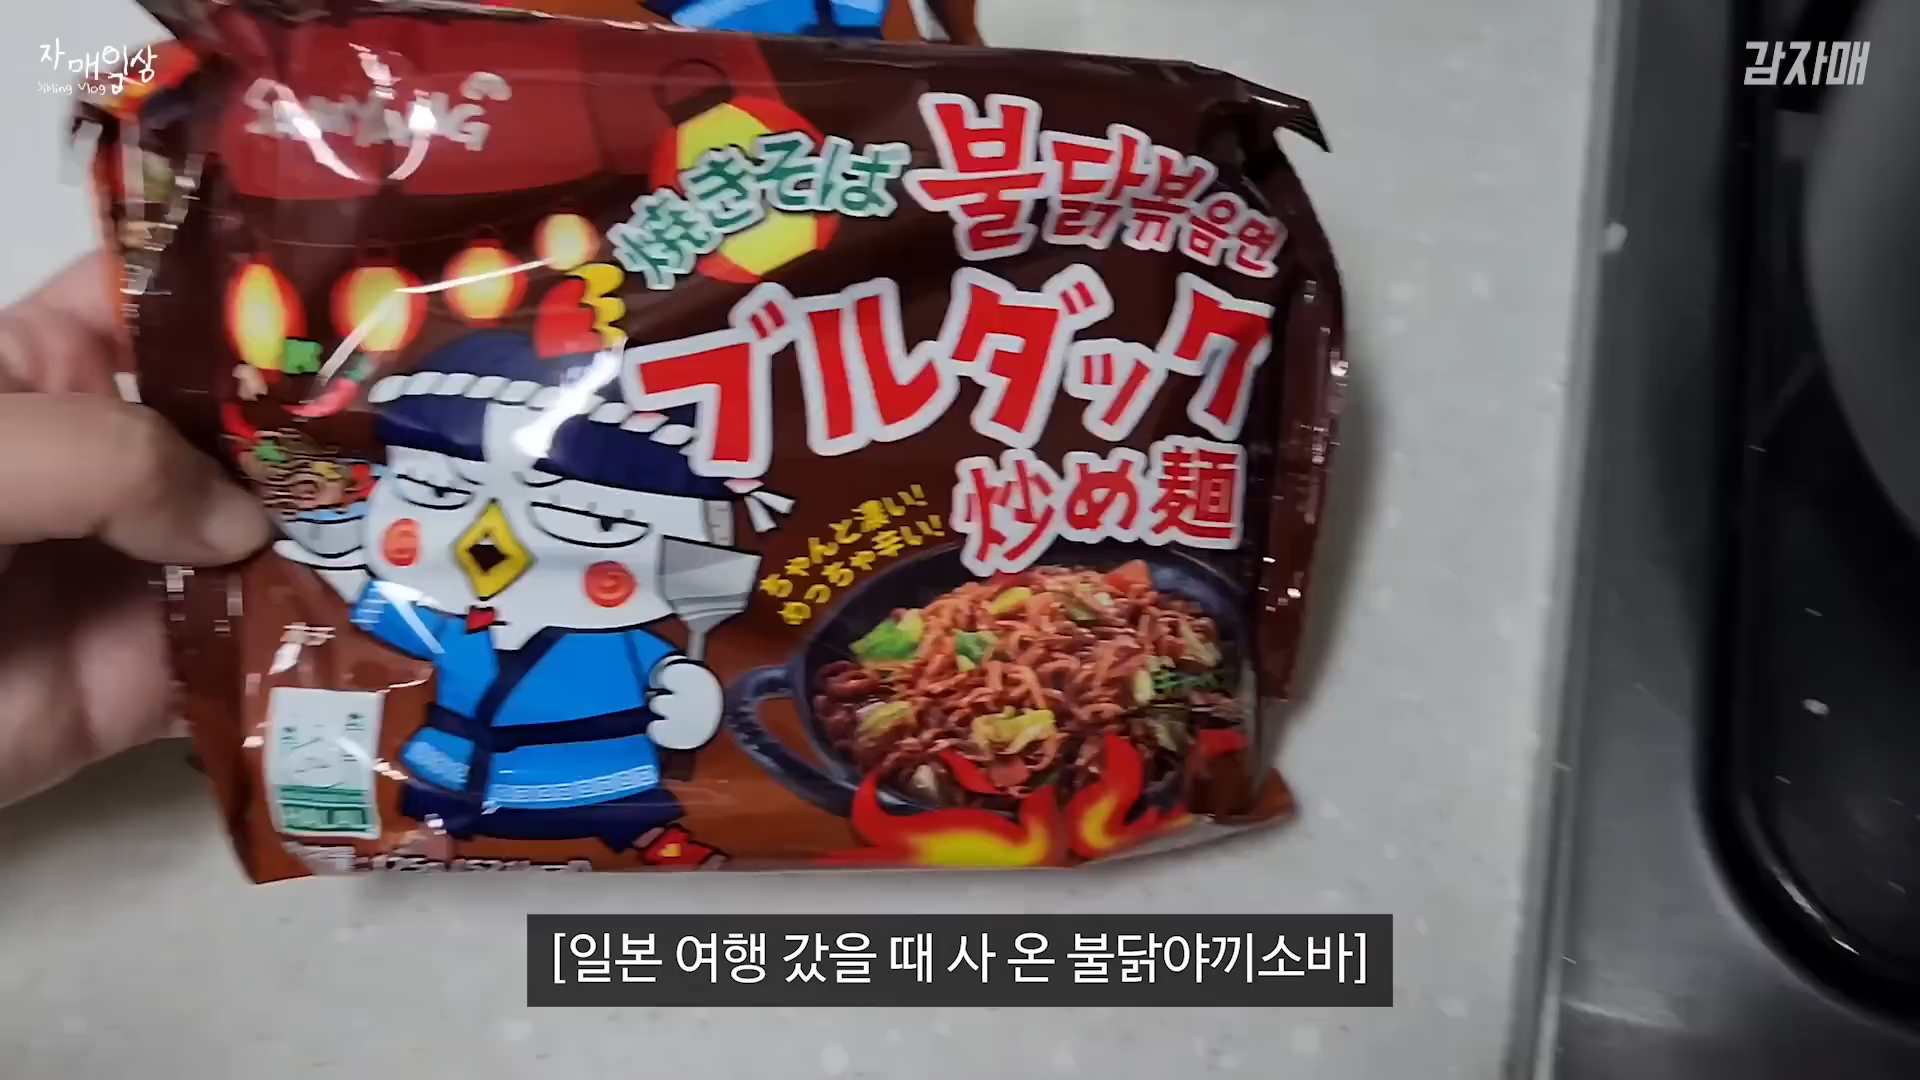 자매일상
Sibling Vlog
감자매
SAMYANG
焼きそば
불닭볶음면
ブルダック
炒め麺
ちゃんと濃い!
めっちゃ辛い!
[일본 여행 갔을 때 사 온 불닭야끼소바]